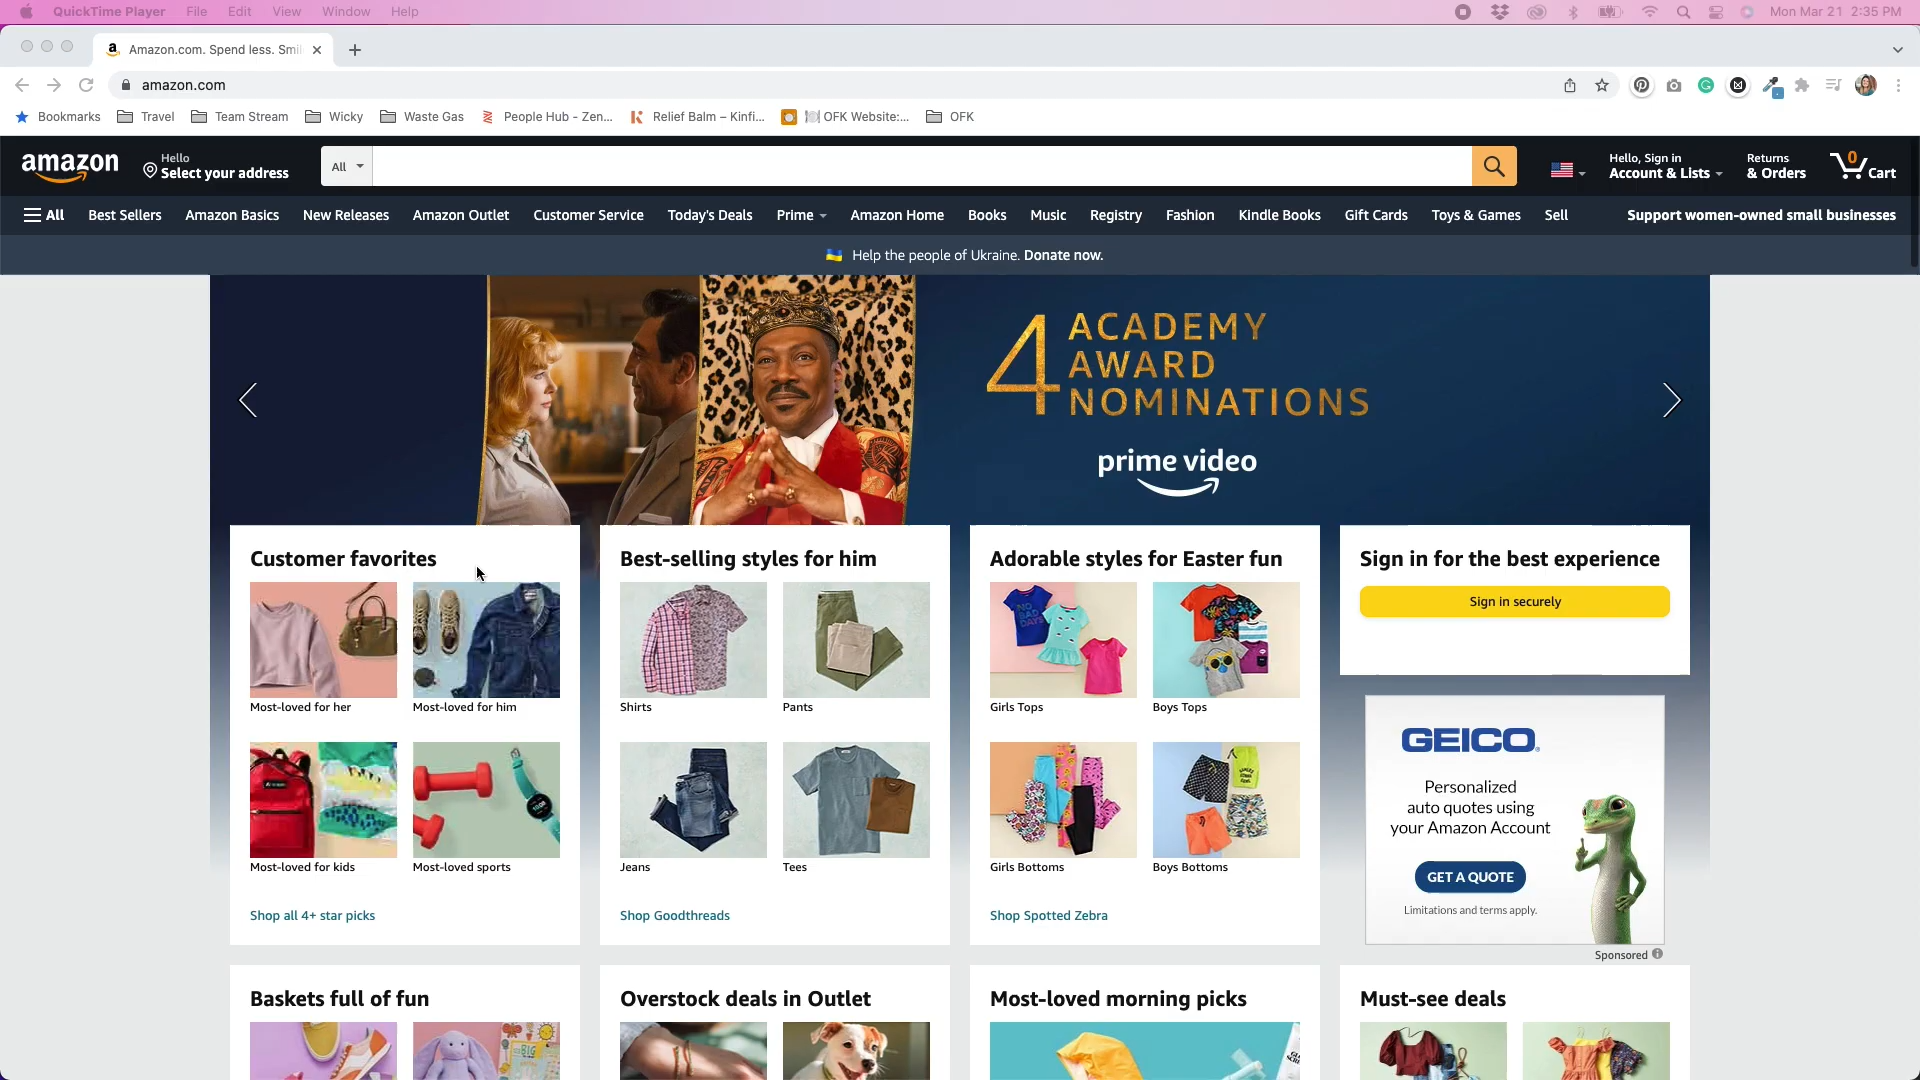 QuickTime Player File Edit View Window Help Mon Mar 21 2:35 PM
Amazon.com. Spend less. Smil
amazon.com
Bookmarks Travel Team Stream Wicky Waste Gas People Hub - Zen... Relief Balm – Kinfi... OFK Website:... OFK
amazon
Hello
Select your address
All
Hello, Sign in
Account & Lists
Returns
& Orders
0
Cart
All Best Sellers Amazon Basics New Releases Amazon Outlet Customer Service Today's Deals Prime Amazon Home Books Music Registry Fashion Kindle Books Gift Cards Toys & Games Sell Support women-owned small businesses
Help the people of Ukraine. Donate now.
4 ACADEMY
AWARD
NOMINATIONS
prime video
Customer favorites
Most-loved for her Most-loved for him
Most-loved for kids Most-loved sports
Shop all 4+ star picks
Best-selling styles for him
Shirts Pants
Jeans Tees
Shop Goodthreads
Adorable styles for Easter fun
NO
BAD
DAYS
Girls Tops Boys Tops
Girls Bottoms Boys Bottoms
Shop Spotted Zebra
Sign in for the best experience
Sign in securely
GEICO
Personalized
auto quotes using
your Amazon Account
GET A QUOTE
Limitations and terms apply.
Sponsored
Baskets full of fun
Overstock deals in Outlet
Most-loved morning picks
Must-see deals